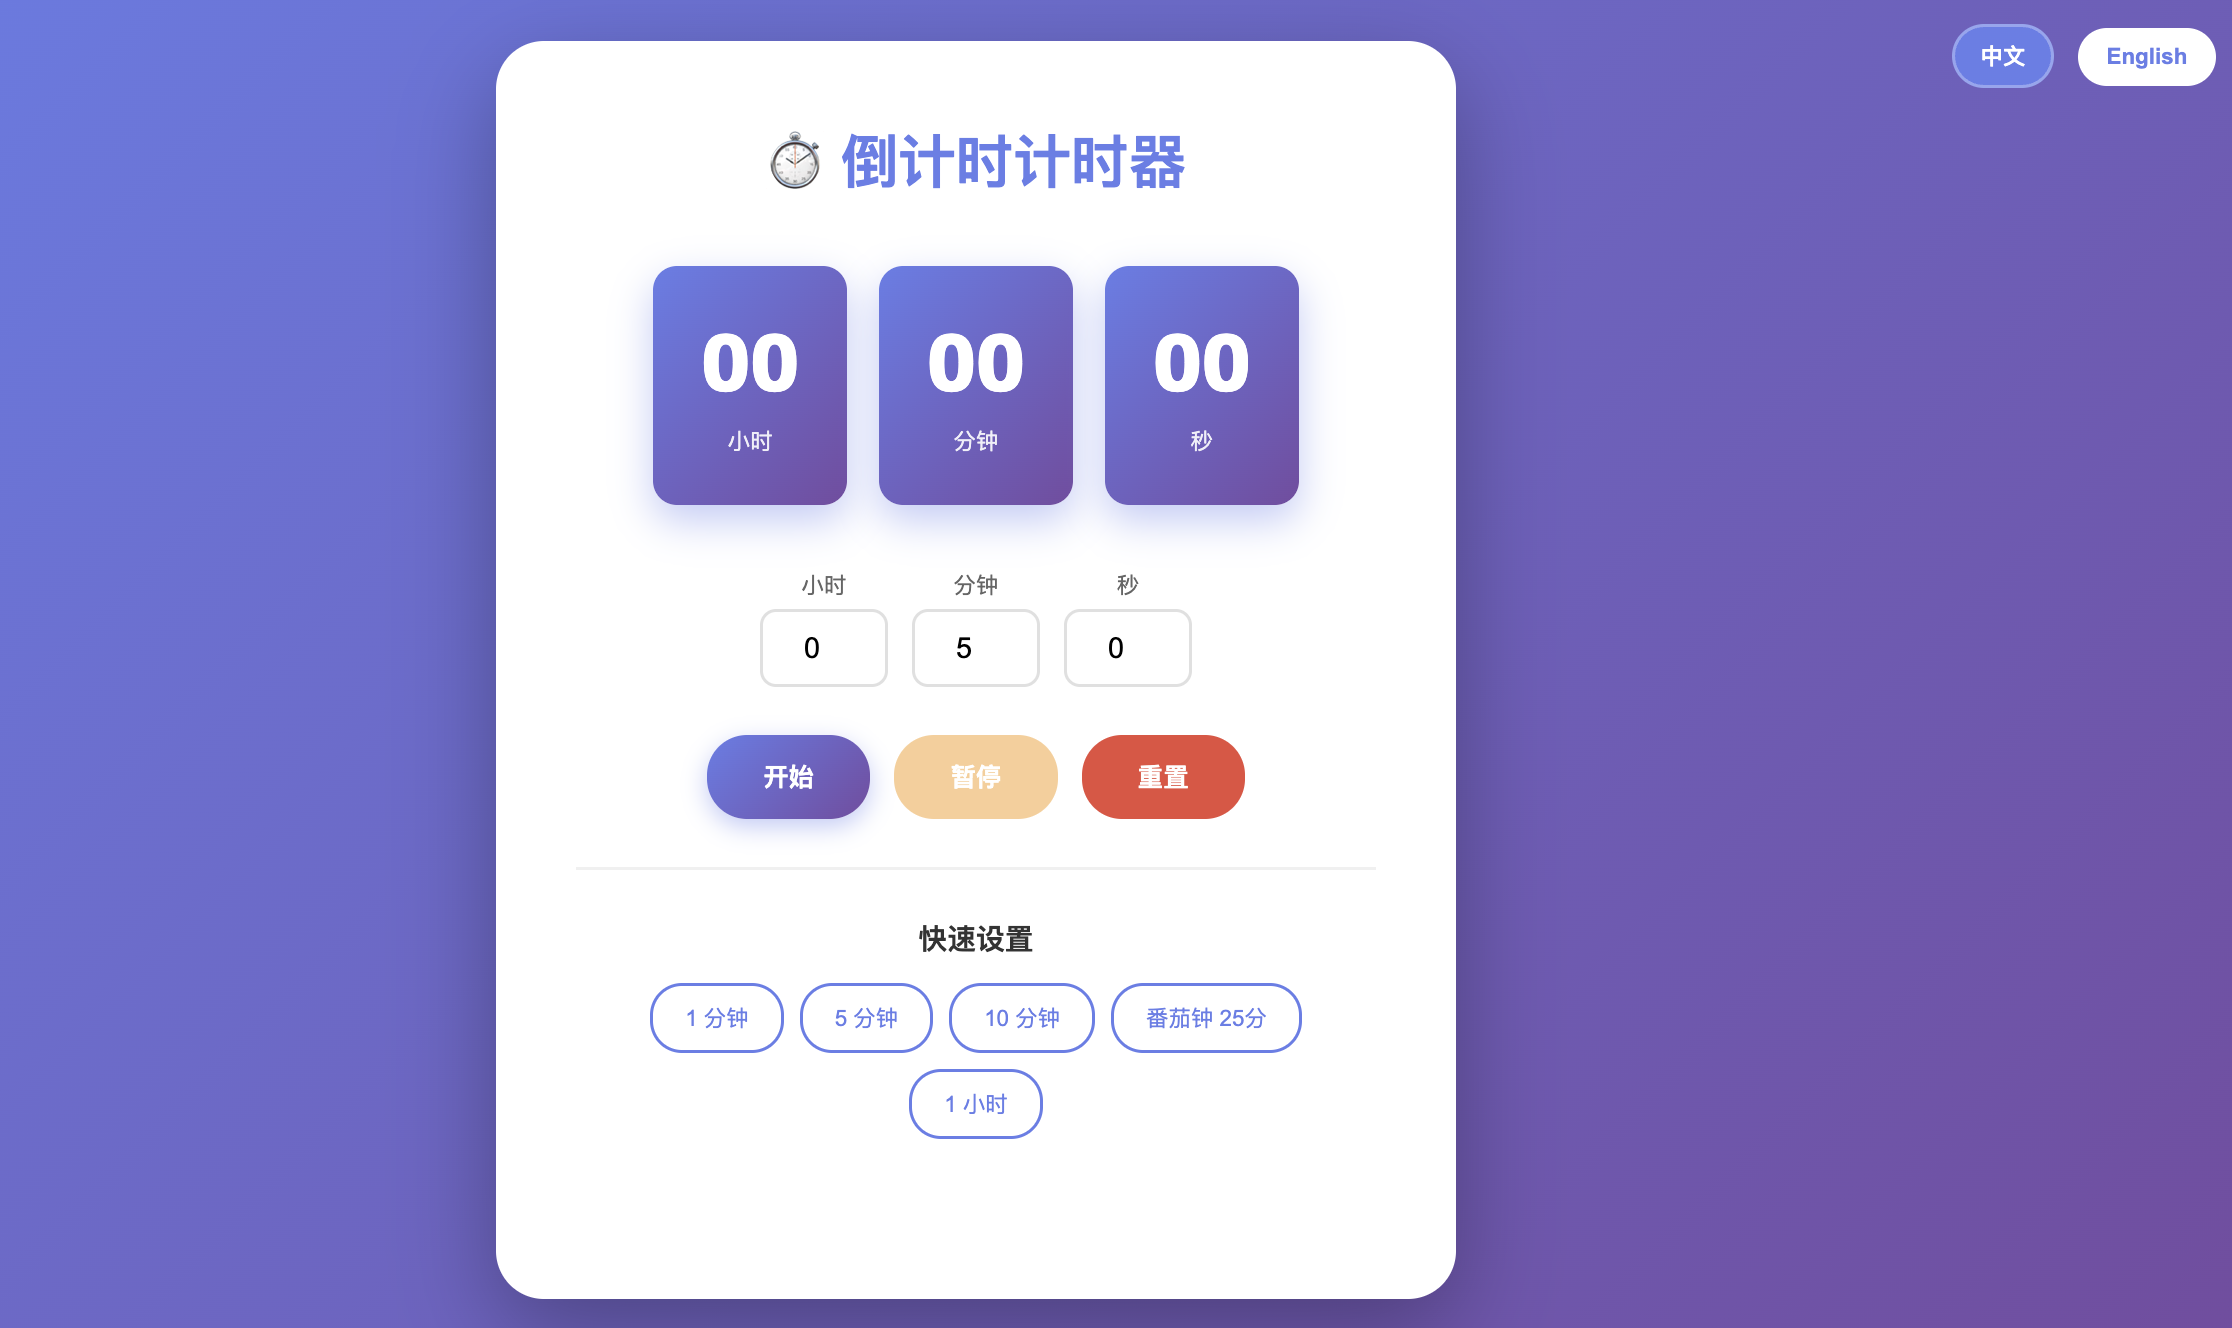 中文 English
倒计时计时器
00 00 00
小时 分钟 秒
小时 分钟 秒
0 5 0
开始 暂停 重置
快速设置
1 分钟 5 分钟 10 分钟 番茄钟 25分
1 小时